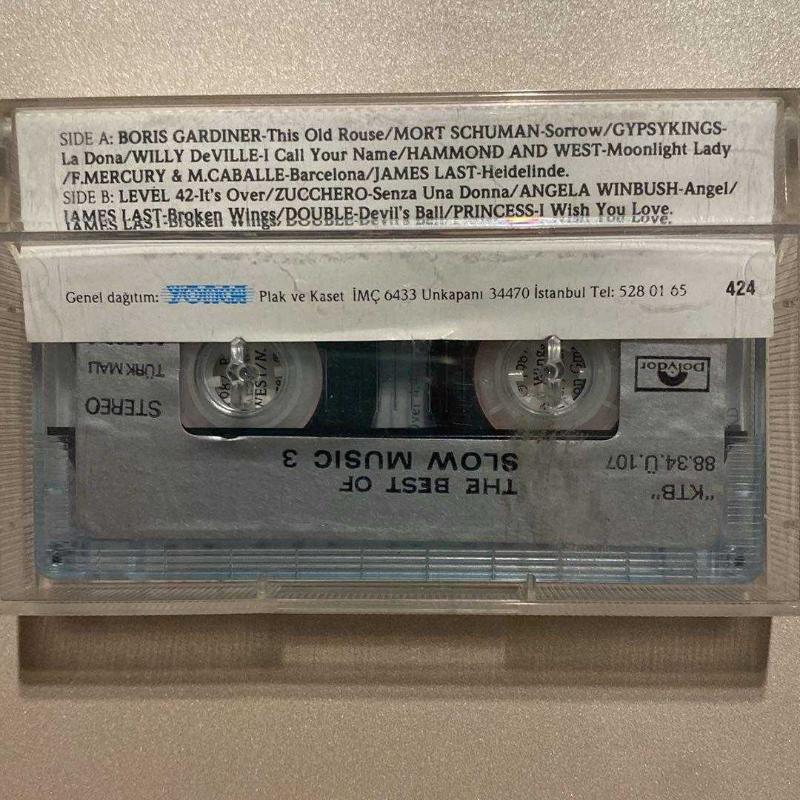 SIDE A: BORIS GARDINER-This Old Rouse/MORT SCHUMAN-Sorrow/GYPSYKINGS-
La Dona/WILLY DeVILLE-I Call Your Name/HAMMOND AND WEST-Moonlight Lady
/F.MERCURY & M.CABALLE-Barcelona/JAMES LAST-Heidelinde.
SIDE B: LEVEL 42-It's Over/ZUCCHERO-Senza Una Donna/ANGELA WINBUSH-Angel/
JAMES LAST-Broken Wings/DOUBLE-Devil's Ball/PRINCESS-I Wish You Love.
Genel dağıtım: YONCA Plak ve Kaset İMÇ 6433 Unkapanı 34470 İstanbul Tel: 528 01 65 424
TÜRK MALI
polydor
STEREO
"KTB"
88.34.Ü.107
THE BEST OF
SLOW MUSIC 3